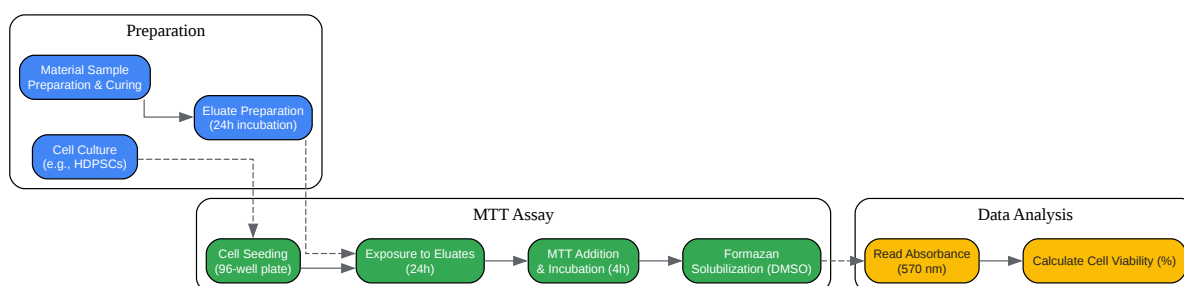 Preparation
Material Sample
Preparation & Curing
Eluate Preparation
(24h incubation)
Cell Culture
(e.g., HDPSCs)
MTT Assay
Cell Seeding
(96-well plate)
Exposure to Eluates
(24h)
MTT Addition
& Incubation (4h)
Formazan
Solubilization (DMSO)
Data Analysis
Read Absorbance
(570 nm)
Calculate Cell Viability (%)